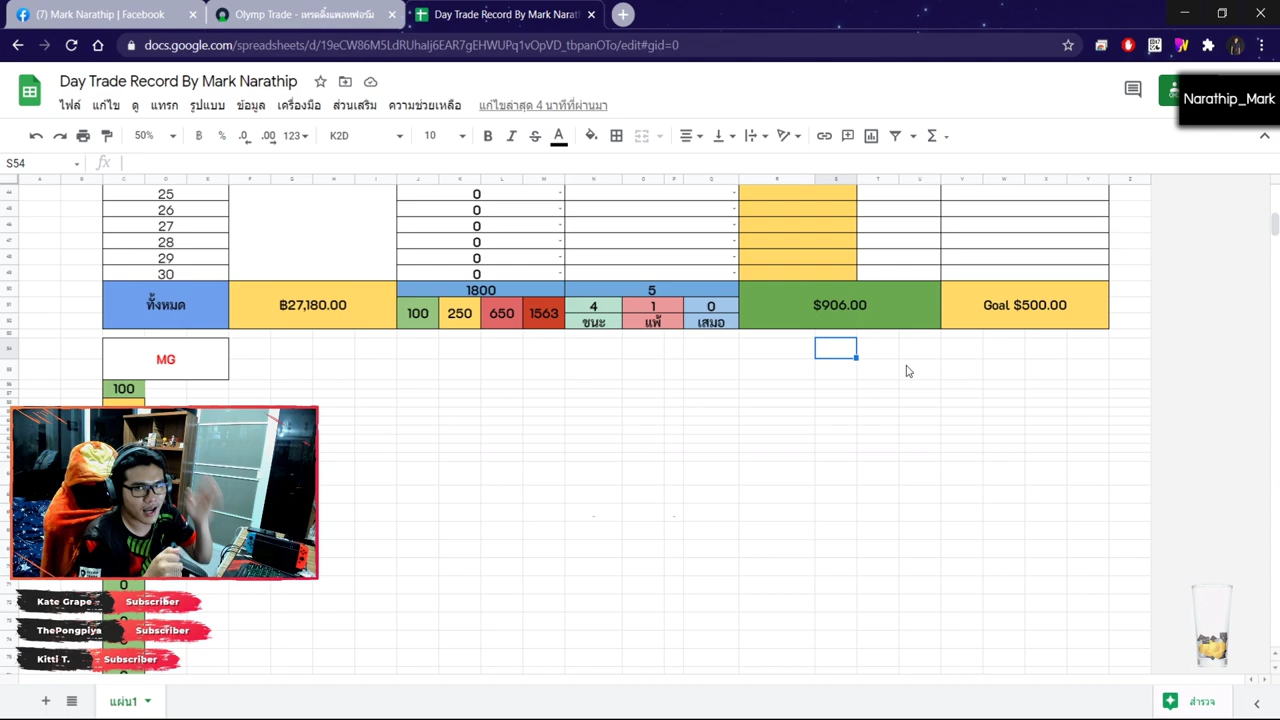 (7) Mark Narathip | Facebook
Olymp Trade - เทรดดิ้งแพลทฟอร์ม
Day Trade Record By Mark Narath
docs.google.com/spreadsheets/d/19eCW86M5LdRUhaIj6EAR7gEHWUPq1vOpVD_tbpanOTo/edit#gid=0
Day Trade Record By Mark Narathip
Narathip_Mark
ไฟล์ แก้ไข ดู แทรก รูปแบบ ข้อมูล เครื่องมือ ส่วนเสริม ความช่วยเหลือ แก้ไขล่าสุด 4 นาทีที่ผ่านมา
50% ฿ % .0 .00 123 K2D 10 B I S A
S54 fx
25 0
26 0
27 0
28 0
29 0
30 0
ทั้งหมด ฿27,180.00 1800 5 $906.00 Goal $500.00
100 250 650 1563 4 1 0
ชนะ แพ้ เสมอ
MG
100
0
Kate Grape Subscriber
ThePongpiya Subscriber
Kitti T. Subscriber
แผ่น1 สำรวจ